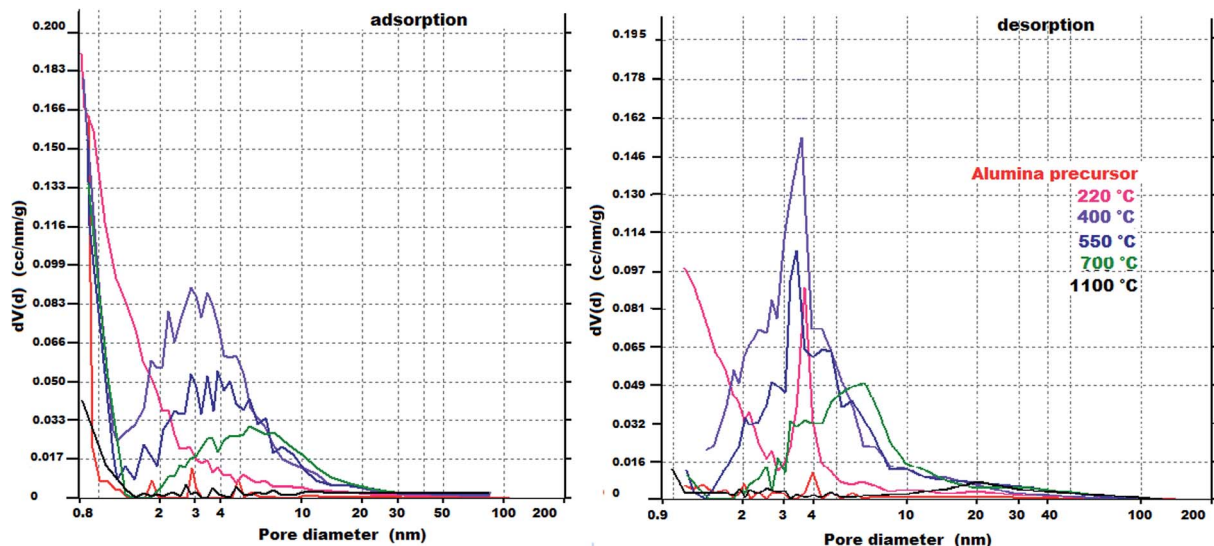 adsorption
0.200
0.183
0.166
0.150
0.133
0.116
0.099
0.083
0.066
0.050
0.033
0.017
0
dV(d) (cc/nm/g)
0.8 2 3 4 10 20 30 40 100 200
Pore diameter (nm)
desorption
0.195
0.178
0.162
0.146
0.130
0.114
0.097
0.081
0.065
0.049
0.032
0.016
0
dV(d) (cc/nm/g)
Alumina precursor
220 °C
400 °C
550 °C
700 °C
1100 °C
0.9 2 3 4 10 20 30 40 100 200
Pore diameter (nm)